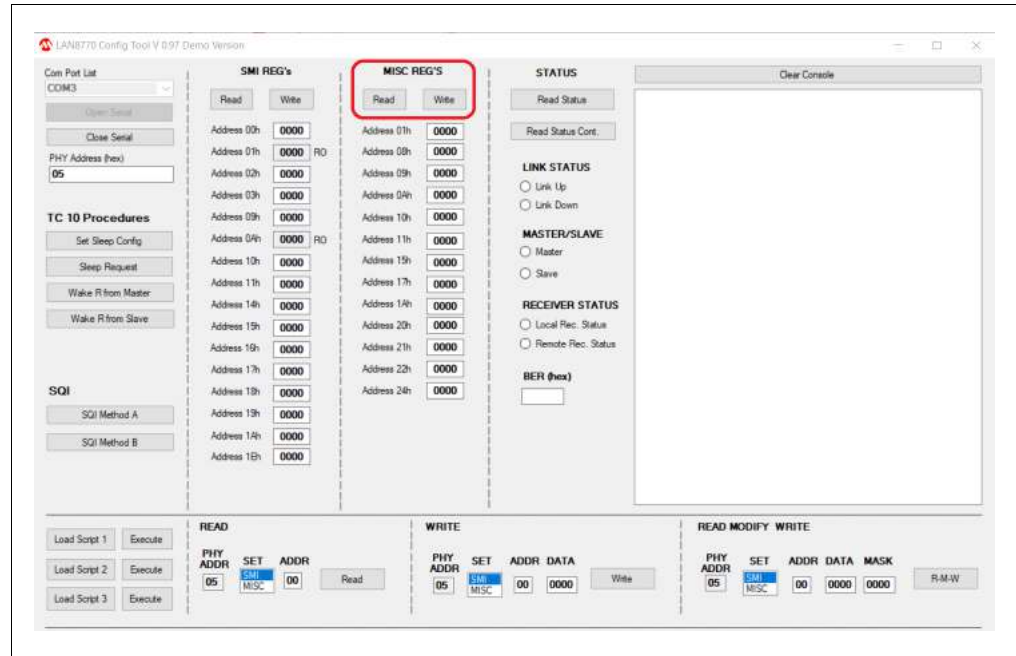 LAN8770 Config Tool V 0.97 Demo Version
Com Port List
COM3
Open Serial
Close Serial
PHY Address (hex)
05
TC 10 Procedures
Set Sleep Config
Sleep Request
Wake R from Master
Wake R from Slave
SQI
SQI Method A
SQI Method B
SMI REG's
Read Write
Address 00h 0000
Address 01h 0000 RO
Address 02h 0000
Address 03h 0000
Address 09h 0000
Address 0Ah 0000 RO
Address 10h 0000
Address 11h 0000
Address 14h 0000
Address 15h 0000
Address 16h 0000
Address 17h 0000
Address 18h 0000
Address 19h 0000
Address 1Ah 0000
Address 1Bh 0000
MISC REG'S
Read Write
Address 01h 0000
Address 08h 0000
Address 09h 0000
Address 0Ah 0000
Address 10h 0000
Address 11h 0000
Address 15h 0000
Address 17h 0000
Address 1Ah 0000
Address 20h 0000
Address 21h 0000
Address 22h 0000
Address 24h 0000
STATUS
Read Status
Read Status Cont.
LINK STATUS
Link Up
Link Down
MASTER/SLAVE
Master
Slave
RECEIVER STATUS
Local Rec. Status
Remote Rec. Status
BER (hex)
Clear Console
Load Script 1 Execute
Load Script 2 Execute
Load Script 3 Execute
READ
PHY ADDR SET ADDR
05 SMI MISC 00 Read
WRITE
PHY ADDR SET ADDR DATA
05 SMI MISC 00 0000 Write
READ MODIFY WRITE
PHY ADDR SET ADDR DATA MASK
05 SMI MISC 00 0000 0000 R-M-W